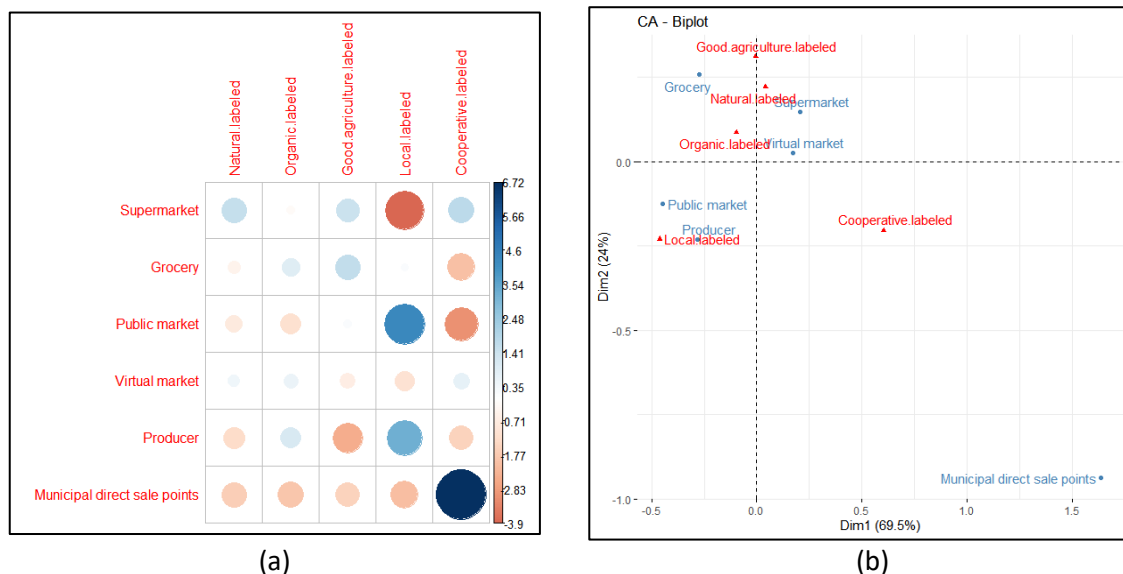 Natural.labeled
Organic.labeled
Good.agriculture.labeled
Local.labeled
Cooperative.labeled
Supermarket
Grocery
Public market
Virtual market
Producer
Municipal direct sale points
6.72
5.66
4.6
3.54
2.48
1.41
0.35
-0.71
-1.77
-2.83
-3.9
(a)
CA - Biplot
Good.agriculture.labeled
Grocery
Natural.labeled
Supermarket
Organic.labeled
Virtual market
Public market
Producer
Local.labeled
Cooperative.labeled
Municipal direct sale points
0.0
-0.5
-1.0
Dim2 (24%)
-0.5
0.0
0.5
1.0
1.5
Dim1 (69.5%)
(b)